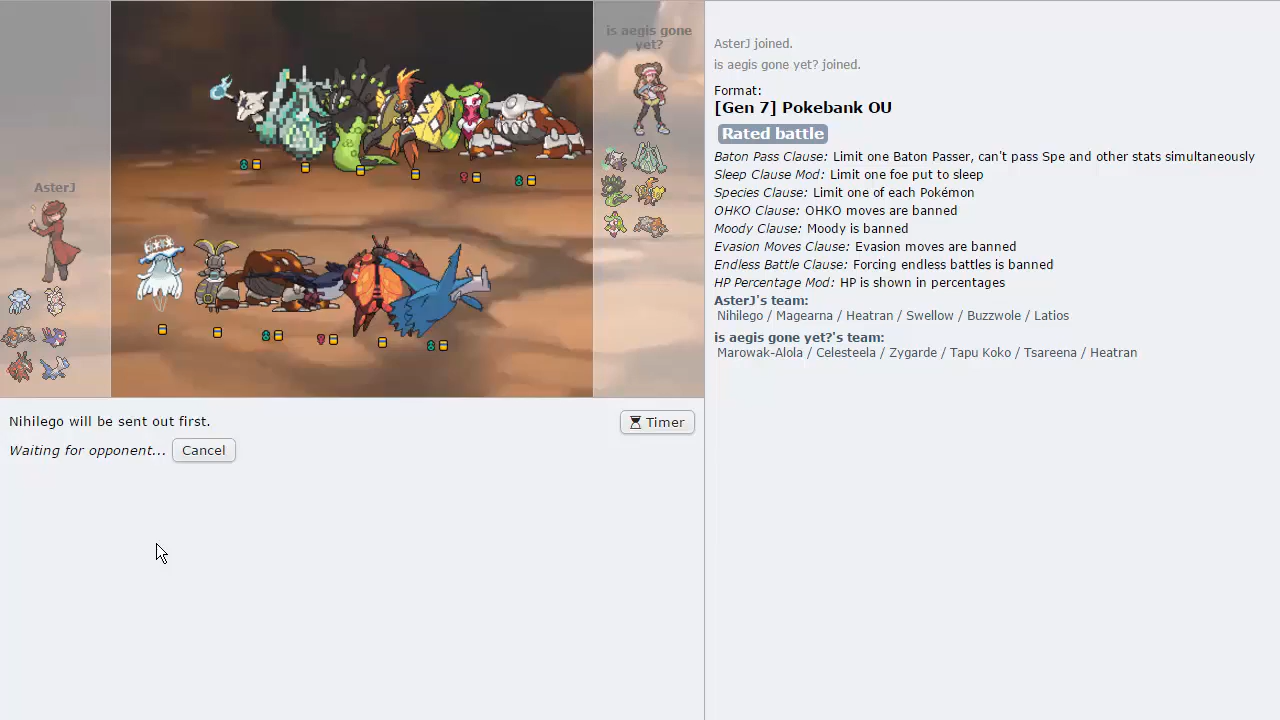 is aegis gone
yet?
AsterJ
AsterJ joined.
is aegis gone yet? joined.
Format:
[Gen 7] Pokebank OU
Rated battle
Baton Pass Clause: Limit one Baton Passer, can't pass Spe and other stats simultaneously
Sleep Clause Mod: Limit one foe put to sleep
Species Clause: Limit one of each Pokémon
OHKO Clause: OHKO moves are banned
Moody Clause: Moody is banned
Evasion Moves Clause: Evasion moves are banned
Endless Battle Clause: Forcing endless battles is banned
HP Percentage Mod: HP is shown in percentages
AsterJ's team:
Nihilego / Magearna / Heatran / Swellow / Buzzwole / Latios
is aegis gone yet?'s team:
Marowak-Alola / Celesteela / Zygarde / Tapu Koko / Tsareena / Heatran
Nihilego will be sent out first.
Timer
Waiting for opponent... Cancel